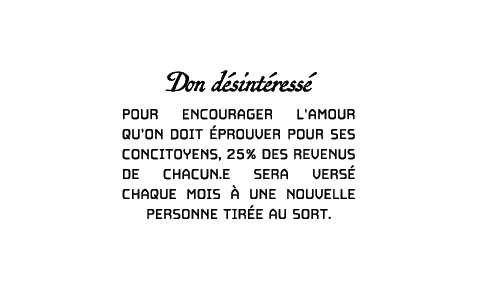 Don désintéressé
POUR ENCOURAGER L'AMOUR
QU'ON DOIT ÉPROUVER POUR SES
CONCITOYENS, 25% DES REVENUS
DE CHACUN.E SERA VERSÉ
CHAQUE MOIS À UNE NOUVELLE
PERSONNE TIRÉE AU SORT.